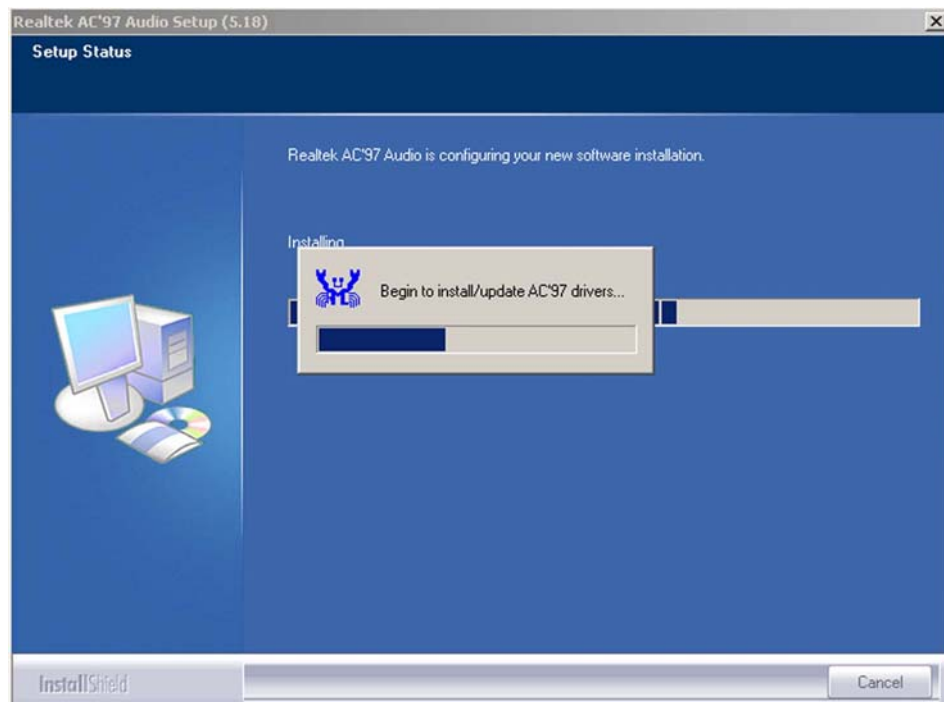 Realtek AC'97 Audio Setup (5.18)
Setup Status
Realtek AC'97 Audio is configuring your new software installation.
Installing
Begin to install/update AC'97 drivers...
InstallShield
Cancel